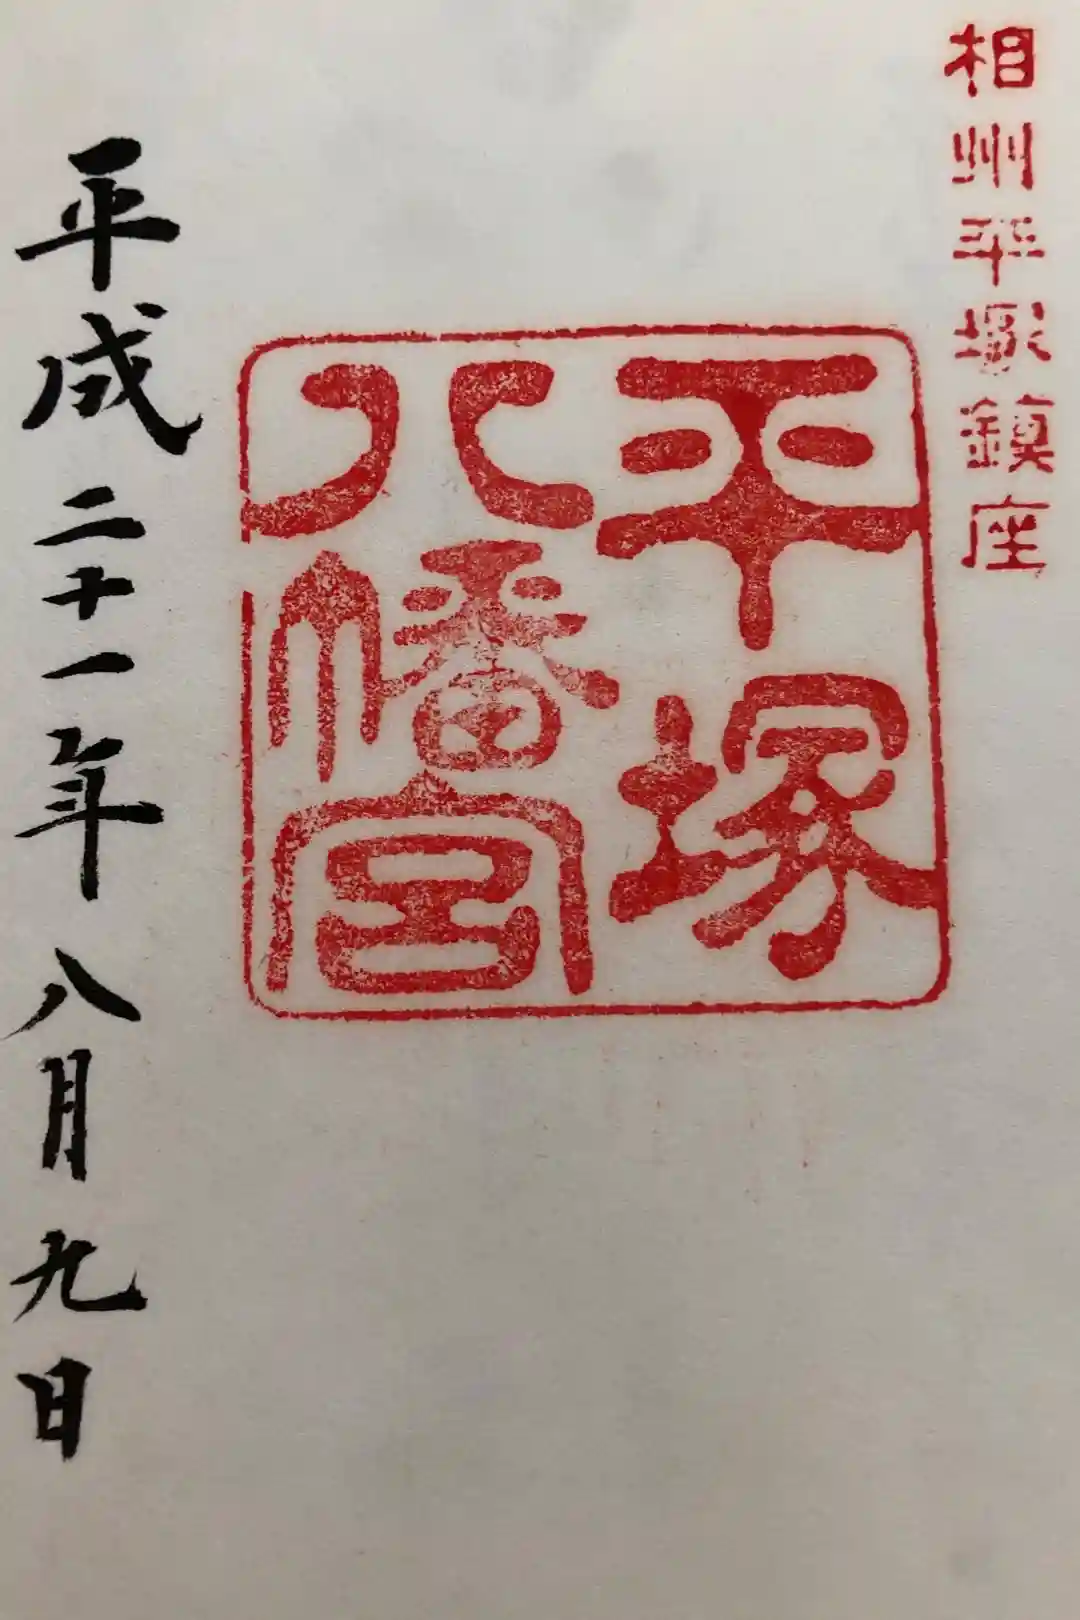 相州平塚鎮座
平塚
八幡宮
平成二十一年八月九日